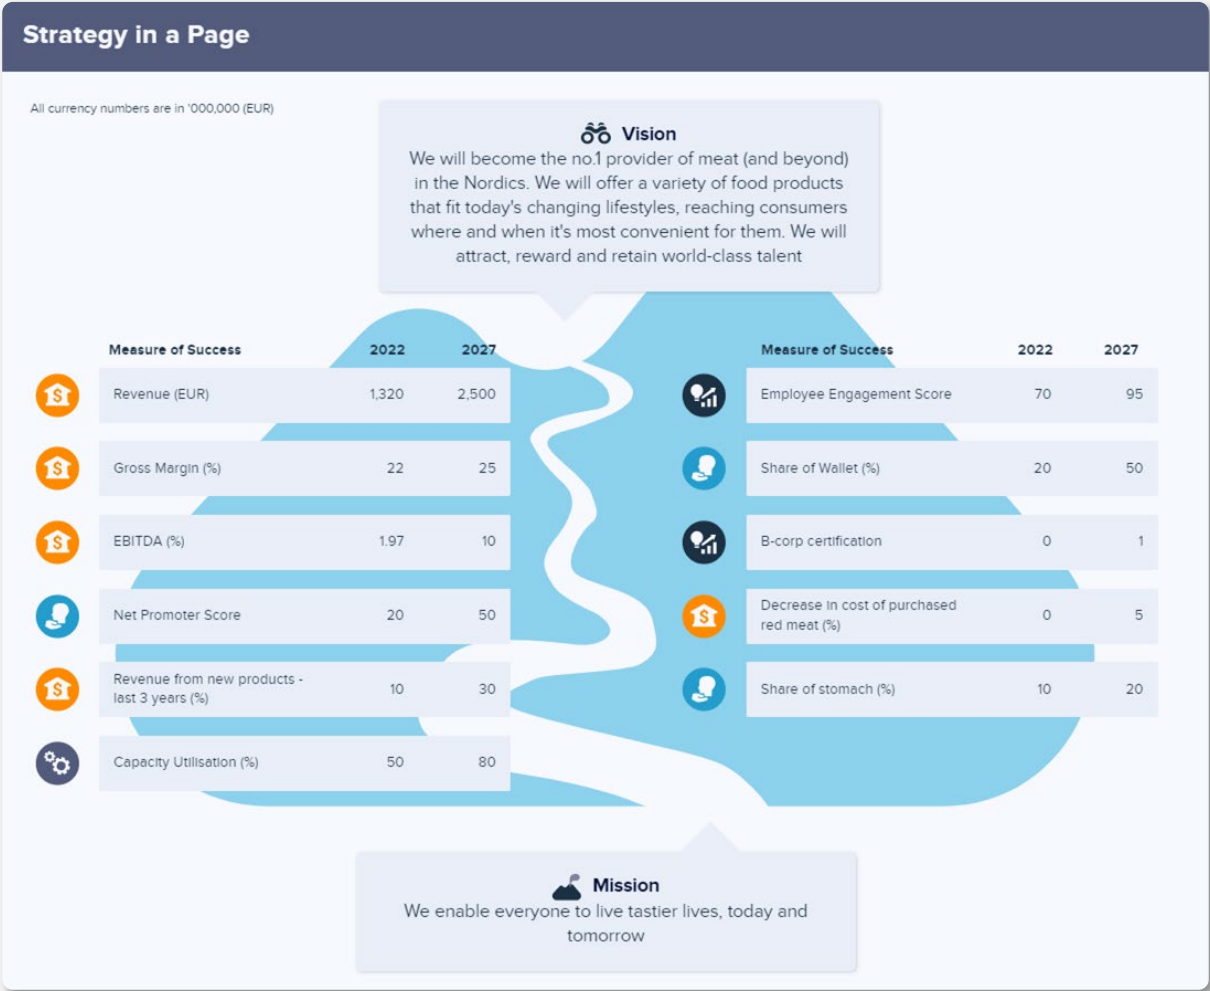 Strategy in a Page
All currency numbers are in '000,000 (EUR)
Vision
We will become the no.1 provider of meat (and beyond)
in the Nordics. We will offer a variety of food products
that fit today's changing lifestyles, reaching consumers
where and when it's most convenient for them. We will
attract, reward and retain world-class talent
Measure of Success 2022 2027
Revenue (EUR) 1,320 2,500
Gross Margin (%) 22 25
EBITDA (%) 1.97 10
Net Promoter Score 20 50
Revenue from new products -
last 3 years (%) 10 30
Capacity Utilisation (%) 50 80
Measure of Success 2022 2027
Employee Engagement Score 70 95
Share of Wallet (%) 20 50
B-corp certification 0 1
Decrease in cost of purchased
red meat (%) 0 5
Share of stomach (%) 10 20
Mission
We enable everyone to live tastier lives, today and
tomorrow